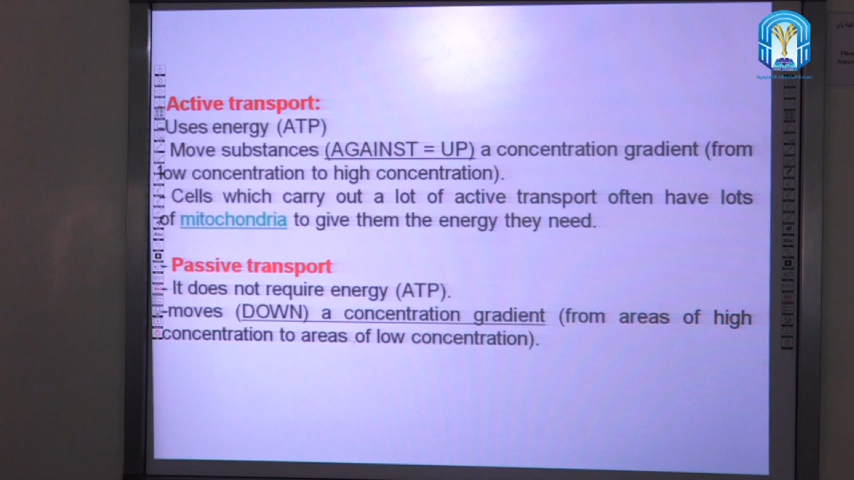 Active transport:
-Uses energy (ATP)
- Move substances (AGAINST = UP) a concentration gradient (from
low concentration to high concentration).
- Cells which carry out a lot of active transport often have lots
of mitochondria to give them the energy they need.
- Passive transport
- It does not require energy (ATP).
-moves (DOWN) a concentration gradient (from areas of high
concentration to areas of low concentration).